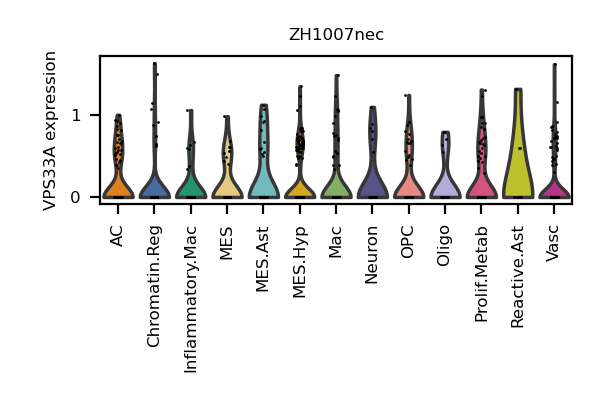 ZH1007nec
VPS33A expression
1
0
AC
Chromatin.Reg
Inflammatory.Mac
MES
MES.Ast
MES.Hyp
Mac
Neuron
OPC
Oligo
Prolif.Metab
Reactive.Ast
Vasc